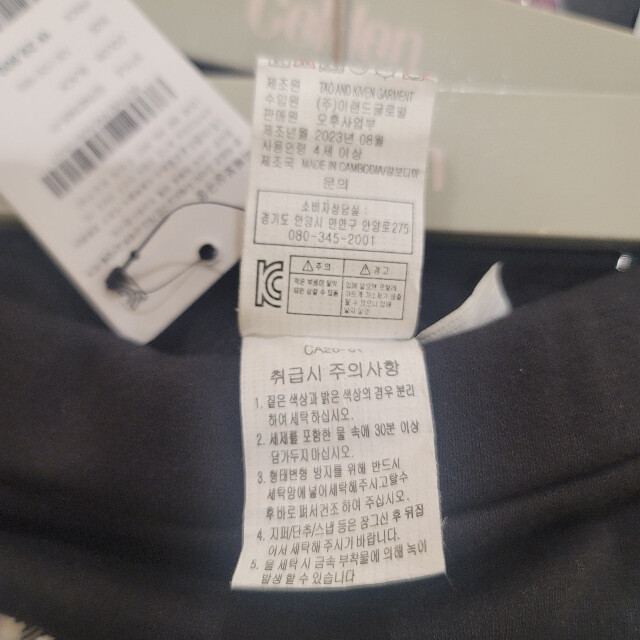 제조원 TAO AND KIVEN GARMENT
수입원 (주)이랜드글로벌
판매원 오후사업부
제조년월 2023년 08월
사용연령 4세 이상
제조국 MADE IN CAMBODIA/캄보디아
문의
소비자상담실 :
경기도 안양시 만안구 안양로275
080-345-2001
주의 경고
취급시 주의사항
1. 짙은 색상과 밝은 색상의 경우 분리
하여 세탁하십시오.
2. 세제를 포함한 물 속에 30분 이상
담가두지마십시오.
3. 형태변형 방지를 위해 반드시
세탁망에 넣어세탁해주시고탈수
후바로 펴서건조 하여 주십시오.
4. 지퍼/단추/스냅 등은 잠그신 후 뒤집
어서 세탁해 주시기 바랍니다.
5. 물 세탁 시 금속 부착물에 의해 녹이
발생 할 수 있습니다.